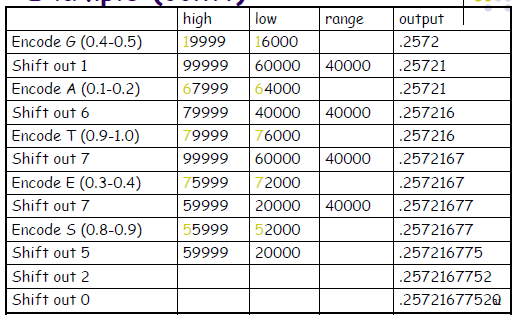 high low range output
Encode G (0.4-0.5) 19999 16000 .2572
Shift out 1 99999 60000 40000 .25721
Encode A (0.1-0.2) 67999 64000 .25721
Shift out 6 79999 40000 40000 .257216
Encode T (0.9-1.0) 79999 76000 .257216
Shift out 7 99999 60000 40000 .2572167
Encode E (0.3-0.4) 75999 72000 .2572167
Shift out 7 59999 20000 40000 .25721677
Encode S (0.8-0.9) 55999 52000 .25721677
Shift out 5 59999 20000 .257216775
Shift out 2 .2572167752
Shift out 0 .25721677520